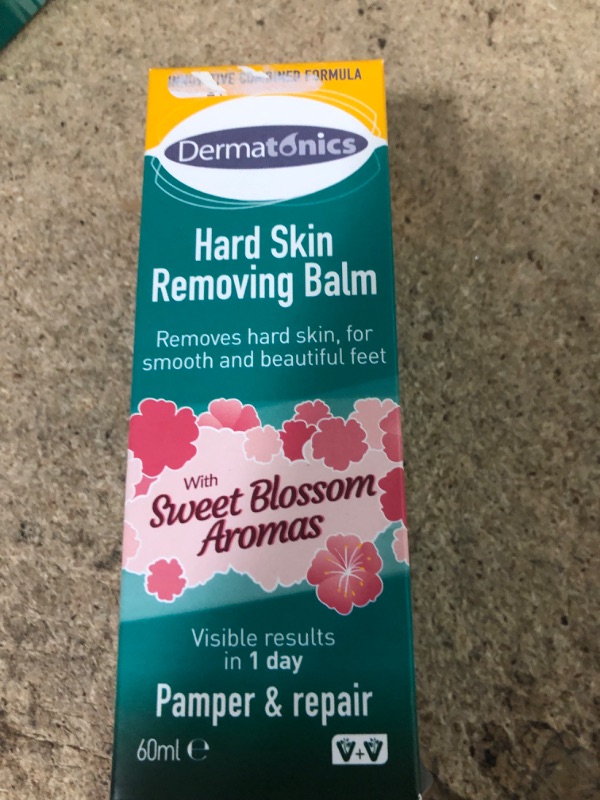 FORMULA
Dermatonics
Hard Skin
Removing Balm
Removes hard skin, for
smooth and beautiful feet
With
Sweet Blossom
Aromas
Visible results
in 1 day
Pamper & repair
60ml ℮
V+V